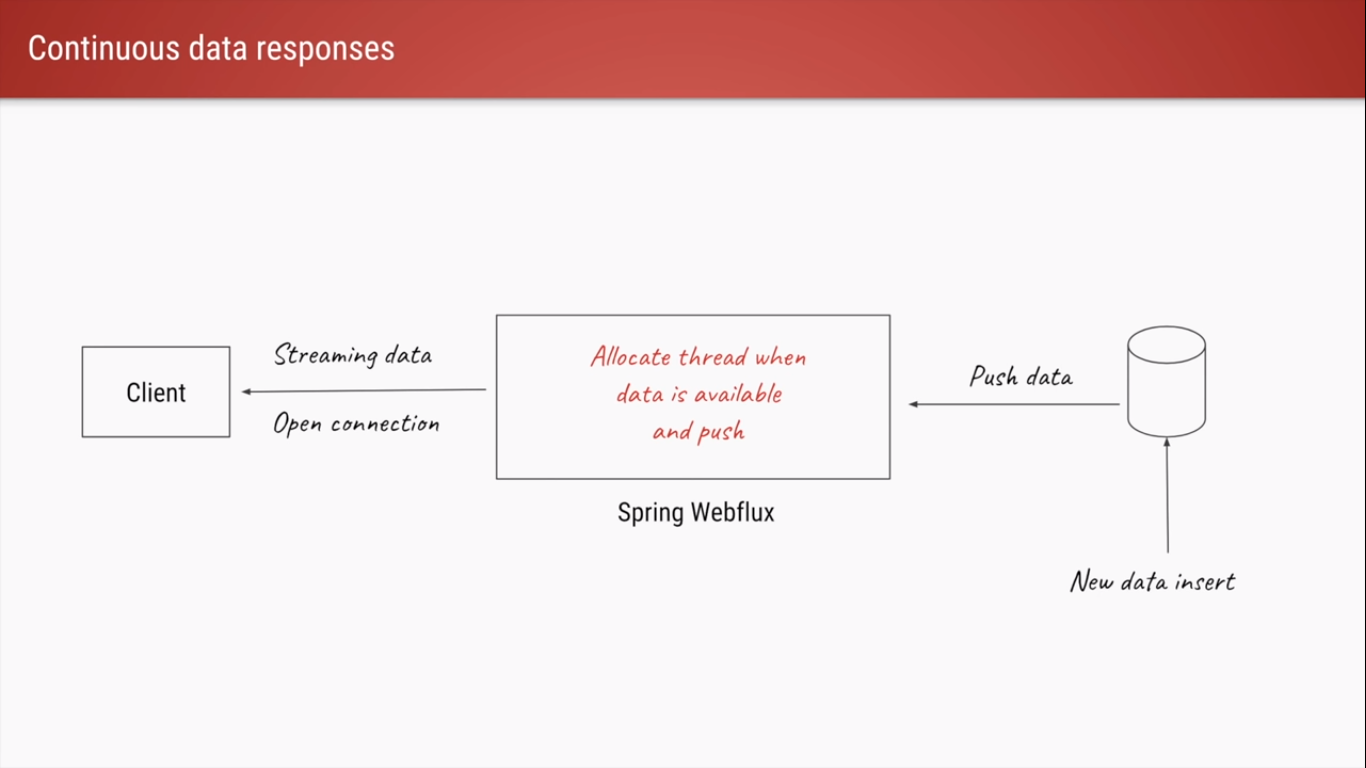 Continuous data responses
Streaming data
Client
Open connection
Allocate thread when
data is available
and push
Spring Webflux
Push data
New data insert